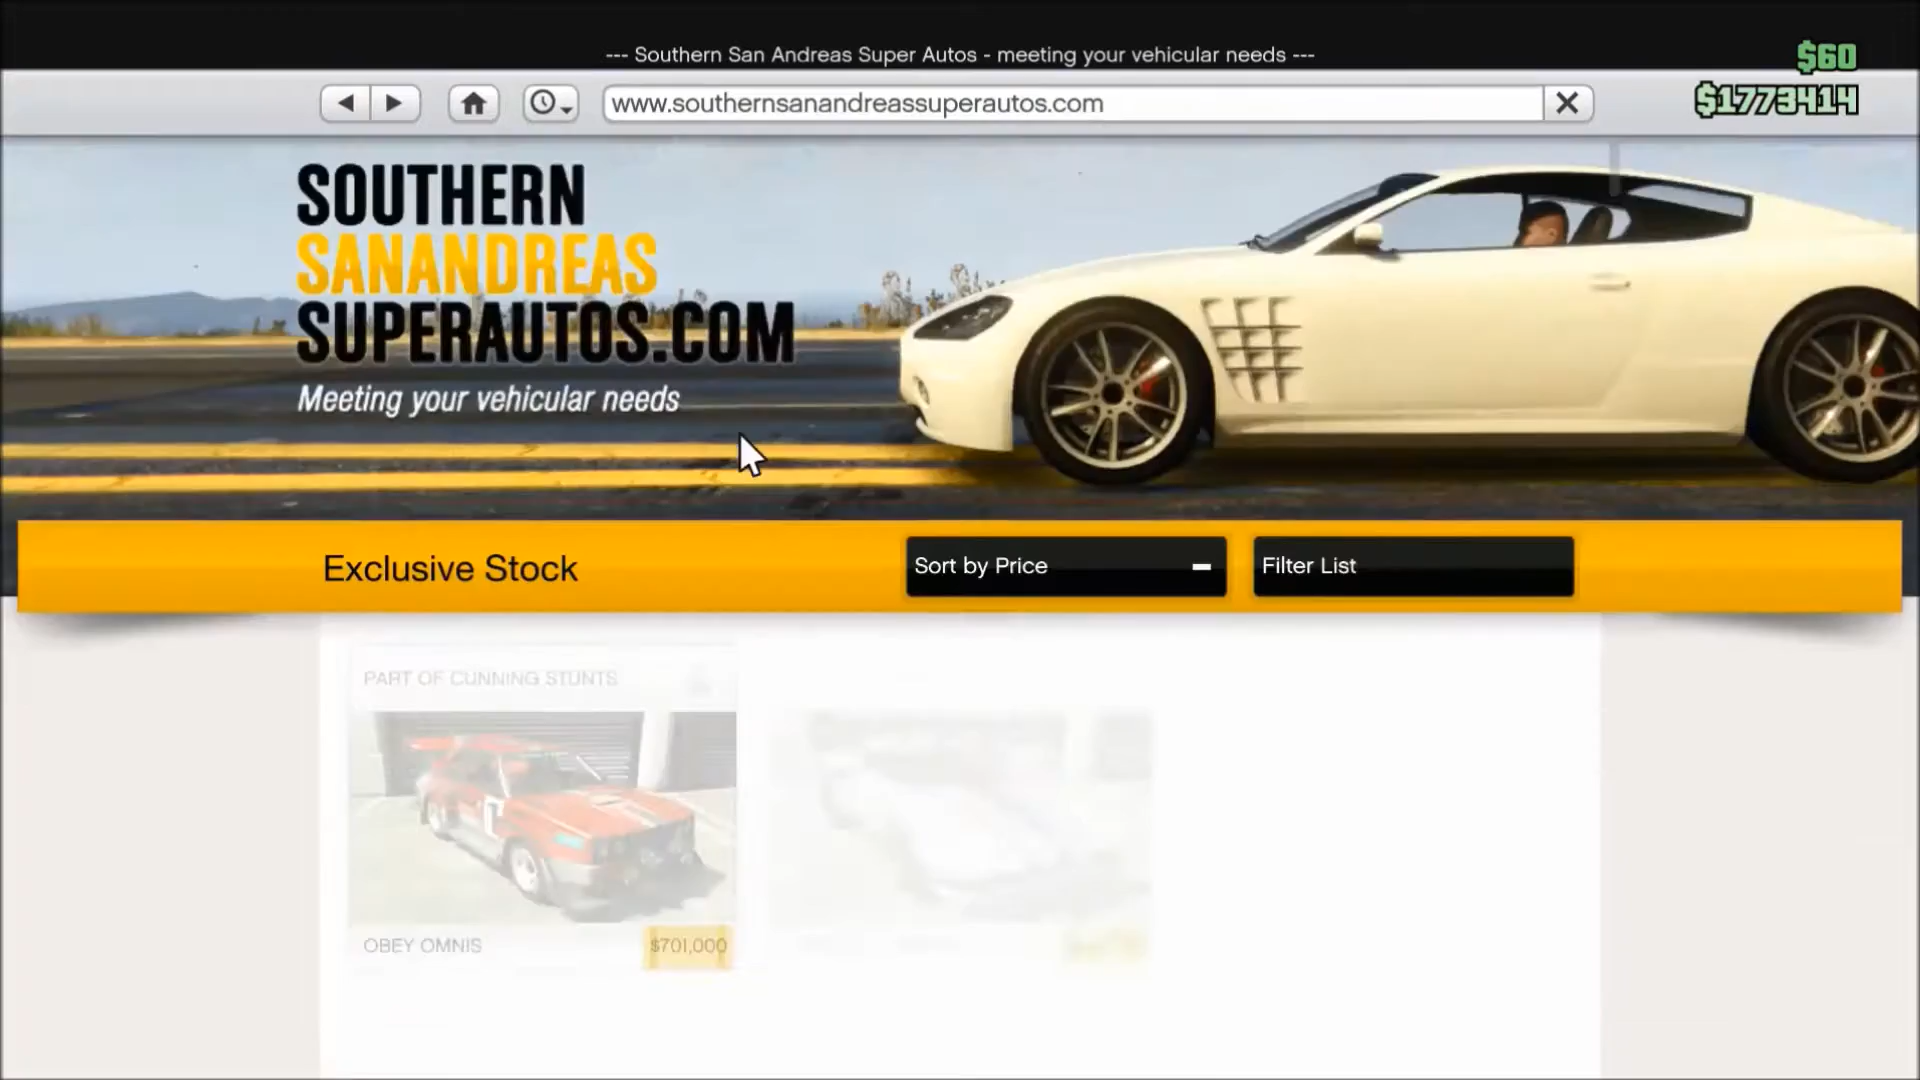 --- Southern San Andreas Super Autos - meeting your vehicular needs ---
$60
www.southernsanandreassuperautos.com
$1773414
SOUTHERN
SANANDREAS
SUPERAUTOS.COM
Meeting your vehicular needs
Exclusive Stock
Sort by Price
Filter List
PART OF CUNNING STUNTS
OBEY OMNIS
$701,000